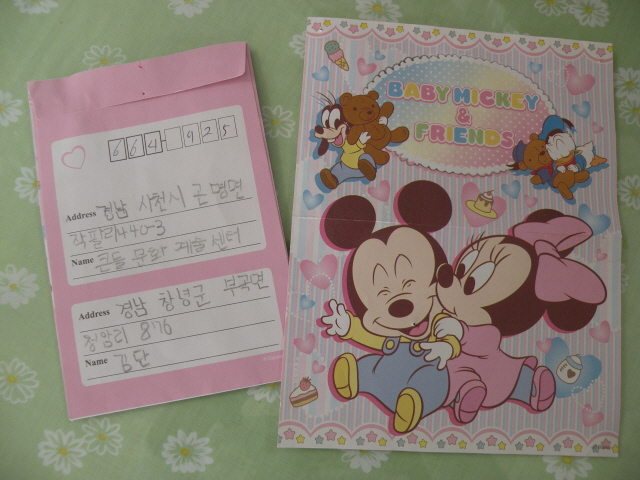 664-925
Address 경남 사천시 곤명면
작팔리 440-3
Name 큰들 문화 예술 센터
Address 경남 창녕군 부곡면
청암리 876
Name 김단
BABY MICKEY
&
FRIENDS